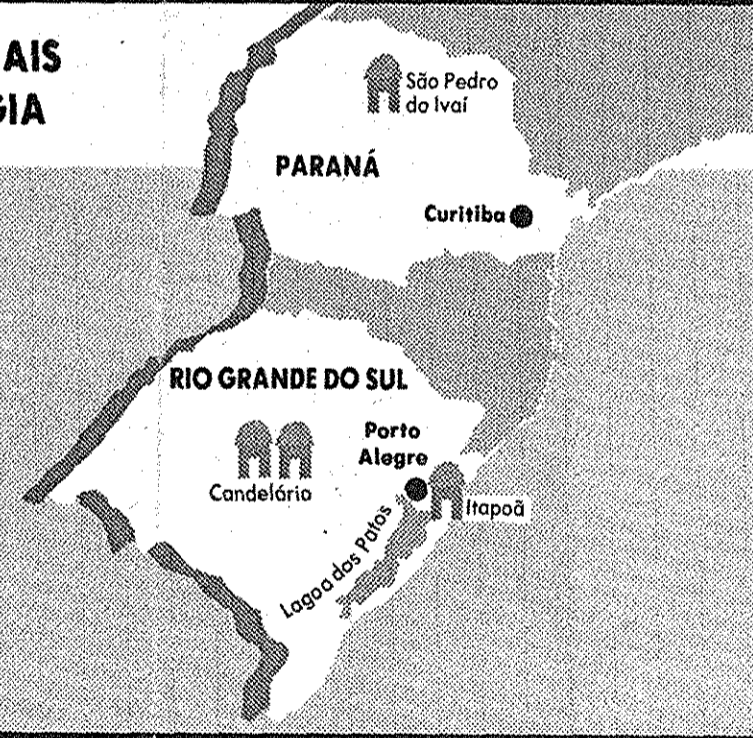 AIS
GIA
São Pedro
do Ivaí
PARANÁ
Curitiba
RIO GRANDE DO SUL
Porto
Alegre
Candelária
Itapoã
Lagoa dos Patos